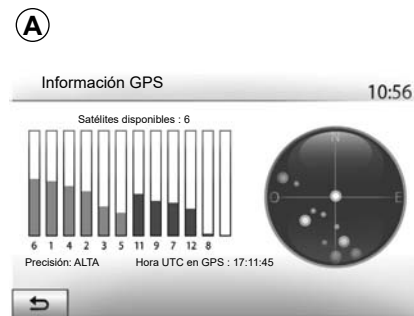 A
Información GPS
10:56
Satélites disponibles : 6
N
O E
6 1 4 2 3 5 11 9 7 12 8
Precisión: ALTA Hora UTC en GPS : 17:11:45